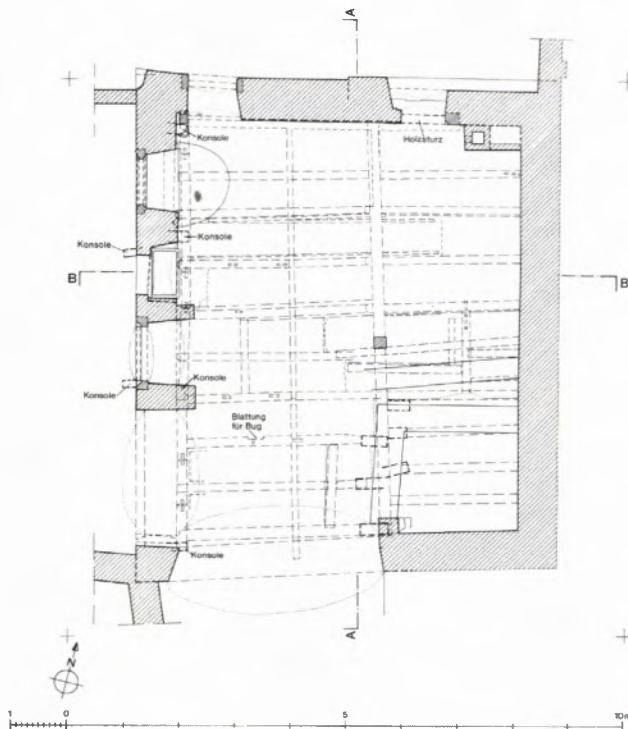 A
Konsole
Holzsturz
Konsole
Konsole
B
B
Konsole
Konsole
Blattung
für Bug
Konsole
A
N
1 0 5 10m